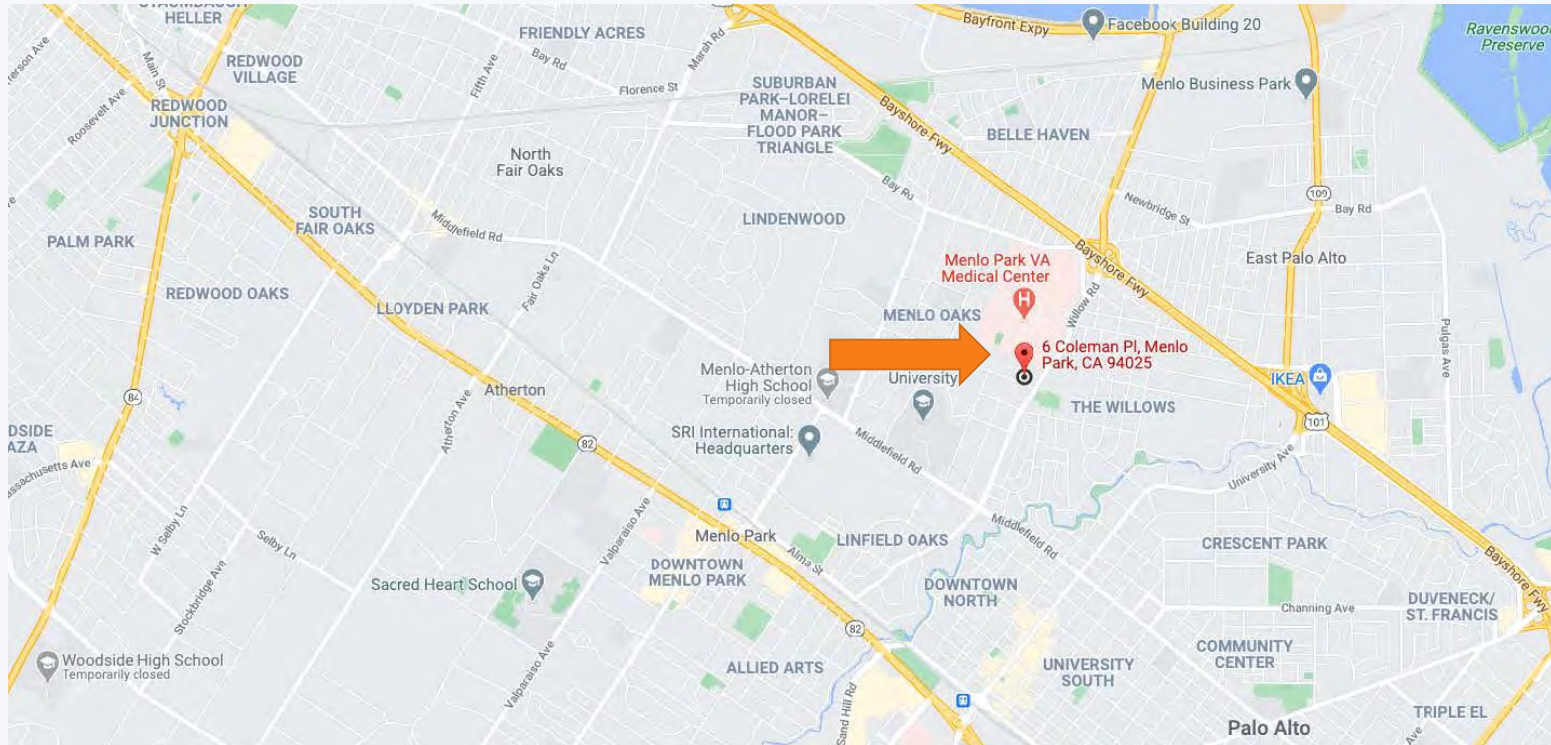 STAUMBAUGH
HELLER
FRIENDLY ACRES
Bayfront Expy
Facebook Building 20
Ravenswood
Preserve
Jefferson Ave
Main St
REDWOOD
VILLAGE
Fifth Ave
Bay Rd
Marsh Rd
Florence St
SUBURBAN
PARK–LORELEI
MANOR–
FLOOD PARK
TRIANGLE
Menlo Business Park
Roosevelt Ave
REDWOOD
JUNCTION
Bayshore Fwy
BELLE HAVEN
North
Fair Oaks
Bay Rd
Newbridge St
109
Bay Rd
SOUTH
FAIR OAKS
Middlefield Rd
LINDENWOOD
PALM PARK
Bayshore Fwy
East Palo Alto
Menlo Park VA
Medical Center
H
REDWOOD OAKS
Fair Oaks Ln
LLOYDEN PARK
MENLO OAKS
Willow Rd
Pulgas Ave
6 Coleman Pl, Menlo
Park, CA 94025
Menlo-Atherton
High School
Temporarily closed
University
IKEA
84
Atherton
THE WILLOWS
Atherton Ave
82
SRI International:
Headquarters
Middlefield Rd
101
University Ave
Massachusetts Ave
W Selby Ln
Selby Ln
Valparaiso Ave
Menlo Park
Alma St
LINFIELD OAKS
Middlefield Rd
CRESCENT PARK
Bayshore Fwy
Stockbridge Ave
Sacred Heart School
DOWNTOWN
MENLO PARK
DOWNTOWN
NORTH
Channing Ave
DUVENECK/
ST. FRANCIS
82
Woodside High School
Temporarily closed
Valparaiso Ave
ALLIED ARTS
Sand Hill Rd
UNIVERSITY
SOUTH
COMMUNITY
CENTER
Palo Alto
TRIPLE EL
Ave